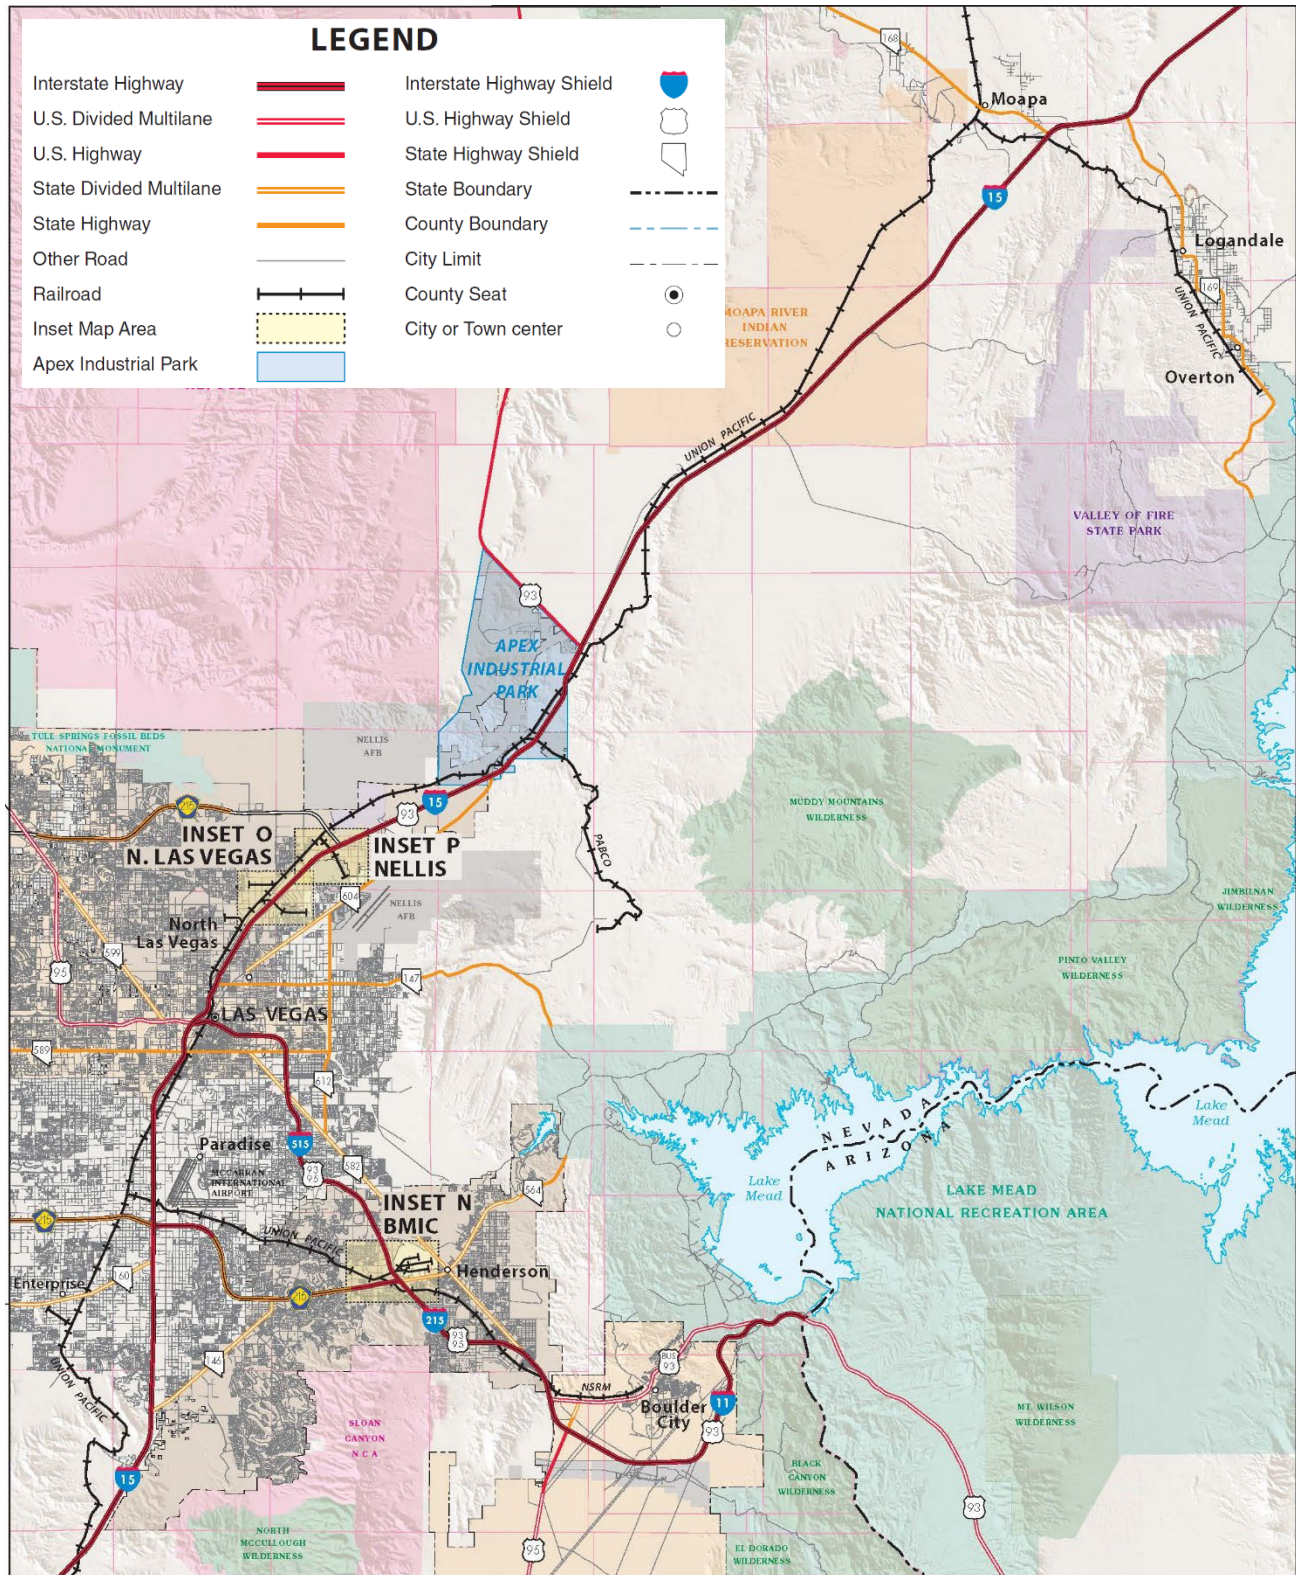 LEGEND
Interstate Highway
U.S. Divided Multilane
U.S. Highway
State Divided Multilane
State Highway
Other Road
Railroad
Inset Map Area
Apex Industrial Park
Interstate Highway Shield
U.S. Highway Shield
State Highway Shield
State Boundary
County Boundary
City Limit
County Seat
City or Town center
168
Moapa
15
Logandale
169
UNION PACIFIC
Overton
MOAPA RIVER
INDIAN
RESERVATION
UNION PACIFIC
VALLEY OF FIRE
STATE PARK
93
APEX
INDUSTRIAL
PARK
TULE SPRINGS FOSSIL BEDS
NATIONAL MONUMENT
NELLIS
AFB
215
93
15
INSET O
N. LAS VEGAS
INSET P
NELLIS
MUDDY MOUNTAINS
WILDERNESS
PABCO
604
NELLIS
AFB
JIMBILNAN
WILDERNESS
North
Las Vegas
599
95
147
PINTO VALLEY
WILDERNESS
LAS VEGAS
589
612
NEVADA
ARIZONA
Lake
Mead
Paradise
515
93
95
582
MCCARRAN
INTERNATIONAL
AIRPORT
Lake
Mead
LAKE MEAD
NATIONAL RECREATION AREA
INSET N
BMIC
564
215
UNION PACIFIC
Henderson
Enterprise
160
215
215
93
95
146
BUS
93
NSRM
Boulder
City
11
93
UNION PACIFIC
SLOAN
CANYON
N C A
MT. WILSON
WILDERNESS
15
BLACK
CANYON
WILDERNESS
93
NORTH
MCCULLOUGH
WILDERNESS
95
EL DORADO
WILDERNESS